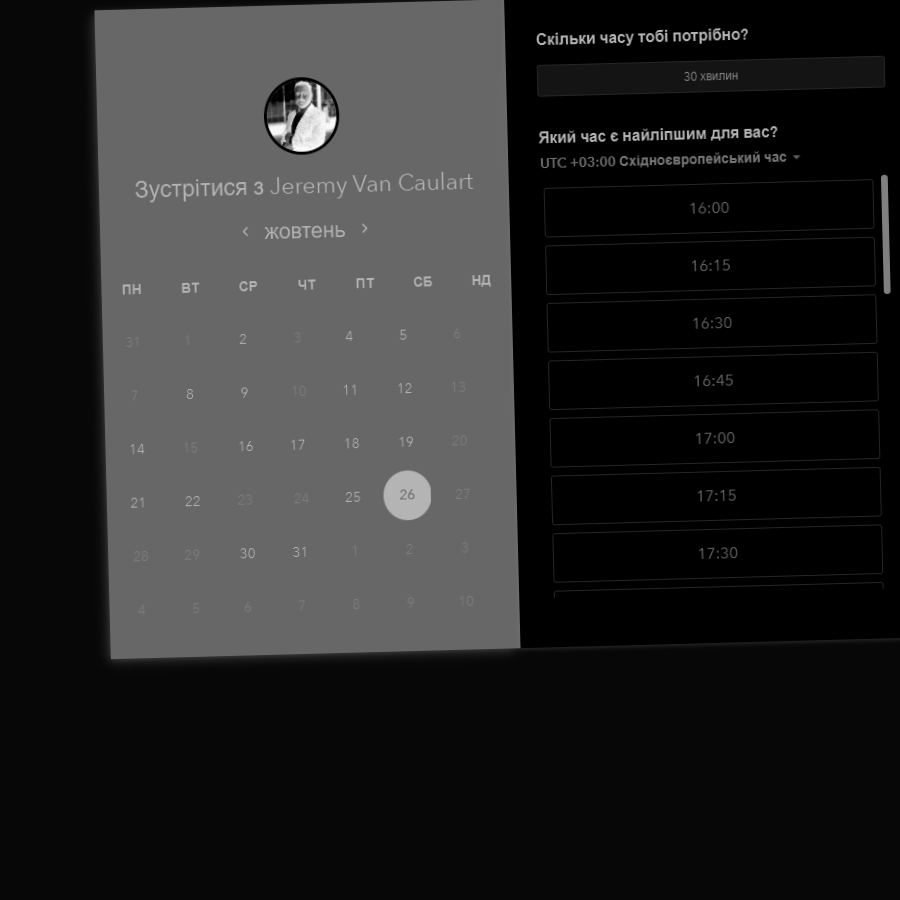 Зустрітися з Jeremy Van Caulart
жовтень
ПН ВТ СР ЧТ ПТ СБ НД
31 1 2 3 4 5 6
7 8 9 10 11 12 13
14 15 16 17 18 19 20
21 22 23 24 25 26 27
28 29 30 31 1 2 3
4 5 6 7 8 9 10
Скільки часу тобі потрібно?
30 хвилин
Який час є найліпшим для вас?
UTC +03:00 Східноєвропейський час
16:00
16:15
16:30
16:45
17:00
17:15
17:30